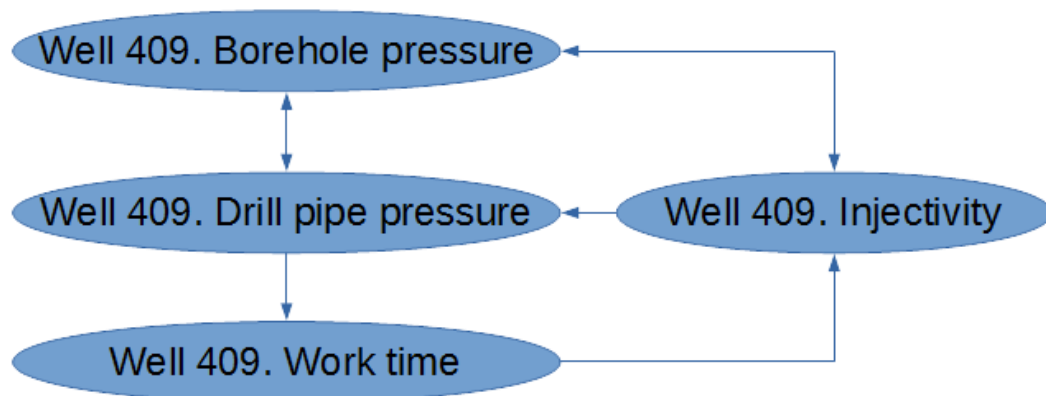 Well 409. Borehole pressure
Well 409. Drill pipe pressure
Well 409. Injectivity
Well 409. Work time